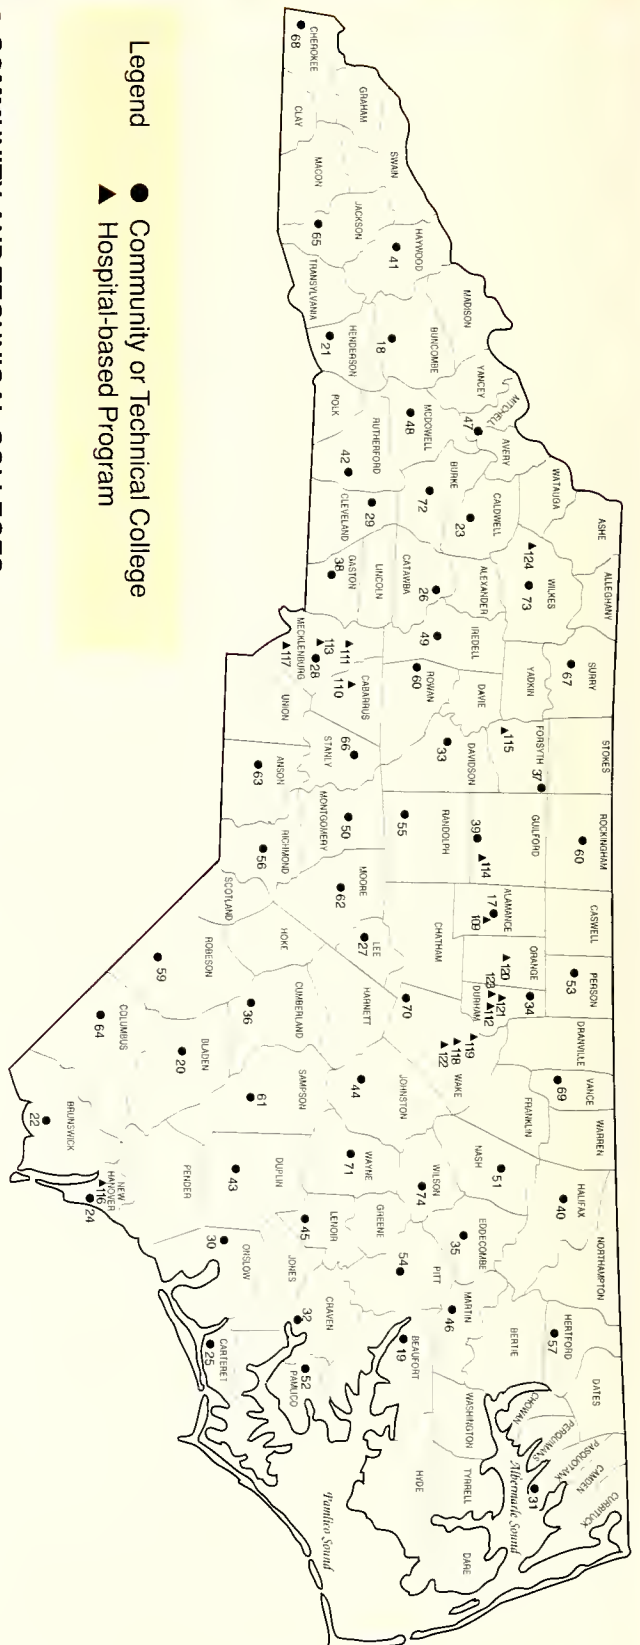 Legend
● Community or Technical College
▲ Hospital-based Program
CHEROKEE
68
GRAHAM
CLAY
SWAIN
MACON
65
JACKSON
HAYWOOD
41
TRANSYLVANIA
MADISON
BUNCOMBE
18
HENDERSON
21
YANCEY
MITCHELL
47
AVERY
MCDOWELL
48
POLK
RUTHERFORD
42
WATAUGA
BURKE
72
CALDWELL
23
CLEVELAND
29
ASHE
ALLEGHANY
WILKES
124
73
ALEXANDER
CATAWBA
26
LINCOLN
GASTON
38
SURRY
67
YADKIN
IREDELL
49
DAVIE
ROWAN
60
MECKLENBURG
111
113
28
117
CABARRUS
110
UNION
STOKES
FORSYTH
37
115
DAVIDSON
33
STANLY
66
ANSON
63
ROCKINGHAM
60
GUILFORD
39
114
RANDOLPH
55
MONTGOMERY
50
RICHMOND
56
CASWELL
ALAMANCE
17
109
CHATHAM
MOORE
62
LEE
27
SCOTLAND
HOKE
PERSON
53
ORANGE
120
DURHAM
34
121
123
112
ROBESON
59
CUMBERLAND
36
HARNETT
70
DRANVILLE
VANCE
69
WARREN
FRANKLIN
WAKE
119
118
122
JOHNSTON
44
SAMPSON
61
BLADEN
20
COLUMBUS
64
BRUNSWICK
22
NEW
HANOVER
116
24
PENDER
DUPLIN
43
WAYNE
71
WILSON
74
NASH
51
HALIFAX
40
NORTHAMPTON
EDDECOMBE
35
GREENE
LENOIR
45
PITT
54
JONES
ONSLOW
30
CRAVEN
32
CARTERET
25
PAMLICO
52
BEAUFORT
19
MARTIN
46
BERTIE
HERTFORD
57
DATES
CHOWAN
PERQUIMANS
PASQUOTANK
CAMDEN
CURRITUCK
31
Albermarle Sound
WASHINGTON
TYRRELL
DARE
HYDE
Pamlico Sound